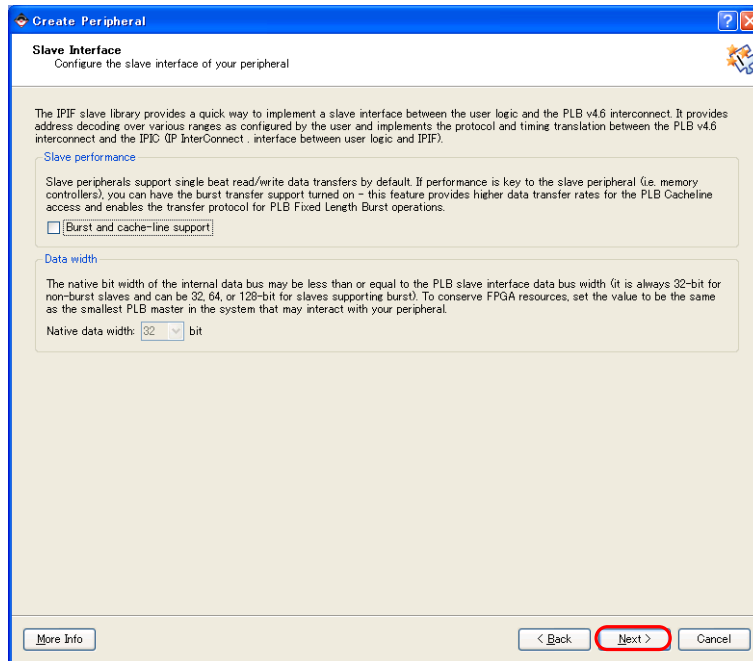 Create Peripheral
Slave Interface
Configure the slave interface of your peripheral
The IPIF slave library provides a quick way to implement a slave interface between the user logic and the PLB v4.6 interconnect. It provides
address decoding over various ranges as configured by the user and implements the protocol and timing translation between the PLB v4.6
interconnect and the IPIC (IP InterConnect . interface between user logic and IPIF).
Slave performance
Slave peripherals support single beat read/write data transfers by default. If performance is key to the slave peripheral (i.e. memory
controllers), you can have the burst transfer support turned on - this feature provides higher data transfer rates for the PLB Cacheline
access and enables the transfer protocol for PLB Fixed Length Burst operations.
Burst and cache-line support
Data width
The native bit width of the internal data bus may be less than or equal to the PLB slave interface data bus width (it is always 32-bit for
non-burst slaves and can be 32, 64, or 128-bit for slaves supporting burst). To conserve FPGA resources, set the value to be the same
as the smallest PLB master in the system that may interact with your peripheral.
Native data width: 32 bit
More Info < Back Next > Cancel